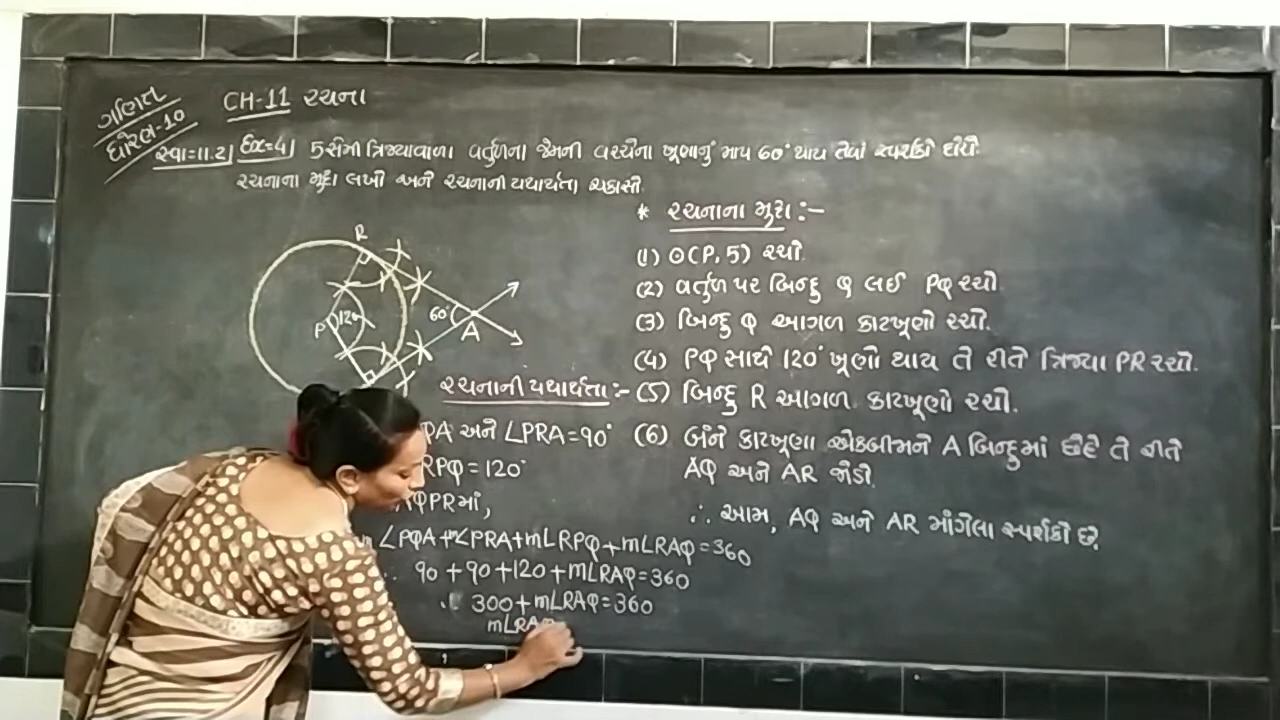 ગણિત
ધોરણ-10
CH-11 રચના
સ્વા=11.2 Ex=4 5 સેમી ત્રિજ્યાવાળા વર્તુળના જેમની વચ્ચેના ખૂણાનું માપ 60° થાય તેવાં સ્પર્શકો દોરો.
રચનાના મુદ્દા લખો અને રચનાની યથાર્થતા ચકાસો.
* રચનાના મુદ્દા :-
(1) ⊙(P, 5) રચો.
(2) વર્તુળ પર બિન્દુ Q લઈ PQ રચો.
(3) બિન્દુ Q આગળ કાટખૂણો રચો.
(4) PQ સાથે 120° ખૂણો થાય તે રીતે ત્રિજ્યા PR રચો.
(5) બિન્દુ R આગળ કાટખૂણો રચો.
(6) બંને કાટખૂણા એકબીજાને A બિન્દુમાં છેદે તે રીતે
AQ અને AR જોડો.
∴ આમ, AQ અને AR માંગેલા સ્પર્શકો છે.
R
P 120 60° A
રચનાની યથાર્થતા :-
PA અને ∠PRA = 90°
RPQ = 120°
AQPR માં,
∠PQA + m∠PRA + m∠RPQ + m∠RAQ = 360
90 + 90 + 120 + m∠RAQ = 360
∴ 300 + m∠RAQ = 360
m∠RAQ